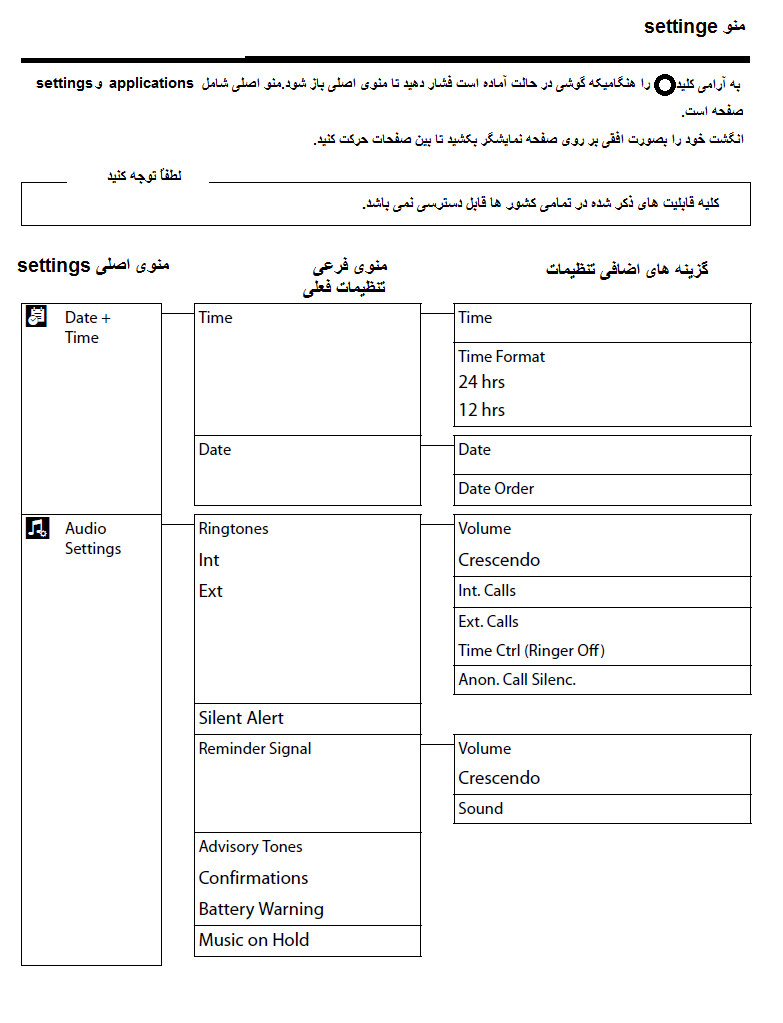 منو settinge
به آرامی کلید را هنگامیکه گوشی در حالت آماده است فشار دهید تا منوی اصلی باز شود.منو اصلی شامل applications و settings
صفحه است.
انگشت خود را بصورت افقی بر روی صفحه نمایشگر بکشید تا بین صفحات حرکت کنید.
لطفاً توجه کنید
کلیه قابلیت های ذکر شده در تمامی کشور ها قابل دسترسی نمی باشد.
منوی اصلی settings
منوی فرعی
تنظیمات فعلی
گزینه های اضافی تنظیمات
Date +
Time
Time
Time
Time Format
24 hrs
12 hrs
Date
Date
Date Order
Audio
Settings
Ringtones
Int
Ext
Volume
Crescendo
Int. Calls
Ext. Calls
Time Ctrl (Ringer Off)
Anon. Call Silenc.
Silent Alert
Reminder Signal
Volume
Crescendo
Sound
Advisory Tones
Confirmations
Battery Warning
Music on Hold